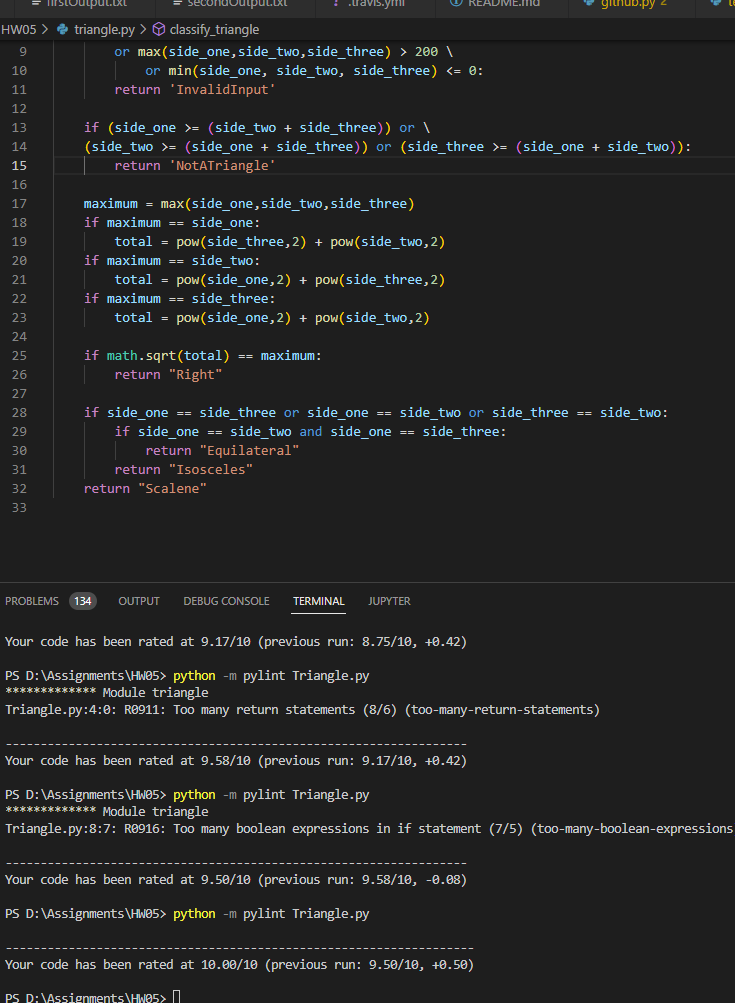 firstOutput.txt secondOutput.txt .travis.yml README.md github.py 2
HW05 > triangle.py > classify_triangle
9 or max(side_one,side_two,side_three) > 200 \
10 or min(side_one, side_two, side_three) <= 0:
11 return 'InvalidInput'
12
13 if (side_one >= (side_two + side_three)) or \
14 (side_two >= (side_one + side_three)) or (side_three >= (side_one + side_two)):
15 return 'NotATriangle'
16
17 maximum = max(side_one,side_two,side_three)
18 if maximum == side_one:
19 total = pow(side_three,2) + pow(side_two,2)
20 if maximum == side_two:
21 total = pow(side_one,2) + pow(side_three,2)
22 if maximum == side_three:
23 total = pow(side_one,2) + pow(side_two,2)
24
25 if math.sqrt(total) == maximum:
26 return "Right"
27
28 if side_one == side_three or side_one == side_two or side_three == side_two:
29 if side_one == side_two and side_one == side_three:
30 return "Equilateral"
31 return "Isosceles"
32 return "Scalene"
33
PROBLEMS 134 OUTPUT DEBUG CONSOLE TERMINAL JUPYTER
Your code has been rated at 9.17/10 (previous run: 8.75/10, +0.42)
PS D:\Assignments\HW05> python -m pylint Triangle.py
************* Module triangle
Triangle.py:4:0: R0911: Too many return statements (8/6) (too-many-return-statements)
------------------------------------------------------------------
Your code has been rated at 9.58/10 (previous run: 9.17/10, +0.42)
PS D:\Assignments\HW05> python -m pylint Triangle.py
************* Module triangle
Triangle.py:8:7: R0916: Too many boolean expressions in if statement (7/5) (too-many-boolean-expressions
------------------------------------------------------------------
Your code has been rated at 9.50/10 (previous run: 9.58/10, -0.08)
PS D:\Assignments\HW05> python -m pylint Triangle.py
-------------------------------------------------------------------
Your code has been rated at 10.00/10 (previous run: 9.50/10, +0.50)
PS D:\Assignments\HW05>